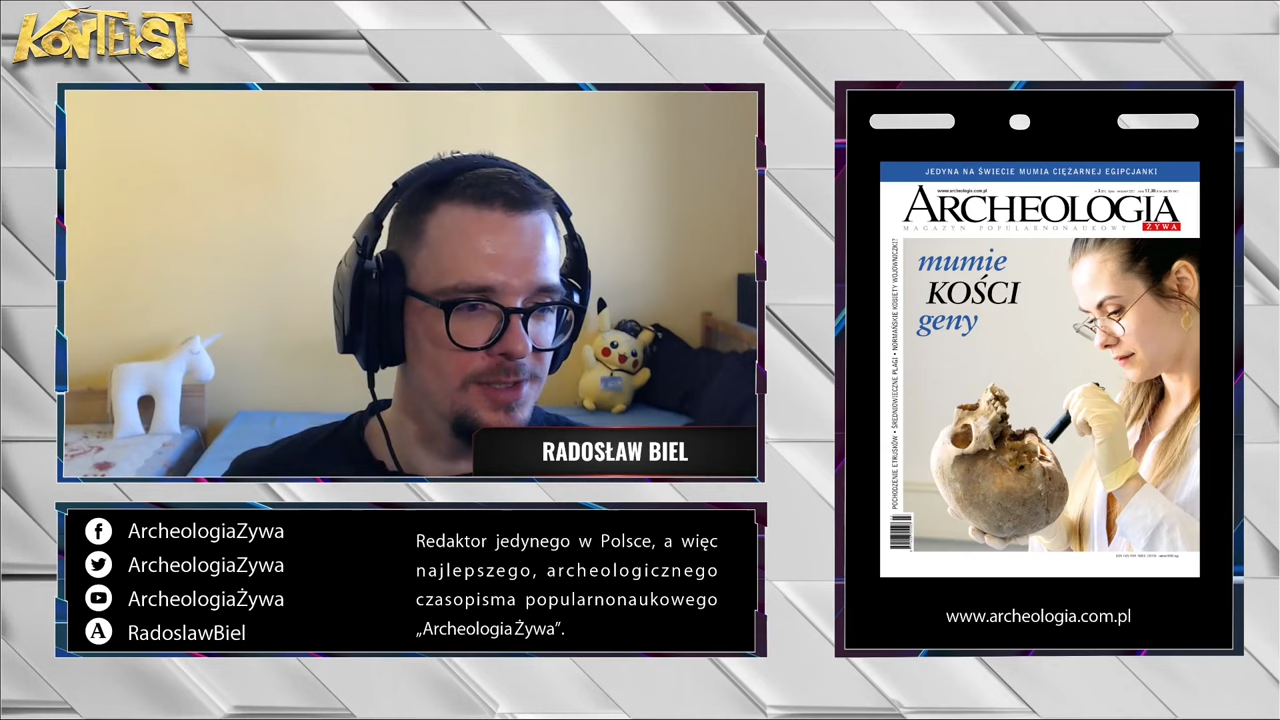 KONTEKST
RADOSŁAW BIEL
ArcheologiaZywa
ArcheologiaZywa
ArcheologiaŻywa
RadoslawBiel
Redaktor jedynego w Polsce, a więc
najlepszego, archeologicznego
czasopisma popularnonaukowego
„Archeologia Żywa”.
JEDYNA NA ŚWIECIE MUMIA CIĘŻARNEJ EGIPCJANKI
www.archeologia.com.pl
ARCHEOLOGIA
MAGAZYN POPULARNONAUKOWY
ŻYWA
mumie
KOŚCI
geny
POCHODZENIE ETRUSKÓW • ŚREDNIOWIECZNE PLAGI • NORMAŃSKIE KOBIETY WOJOWNICZKI?
www.archeologia.com.pl